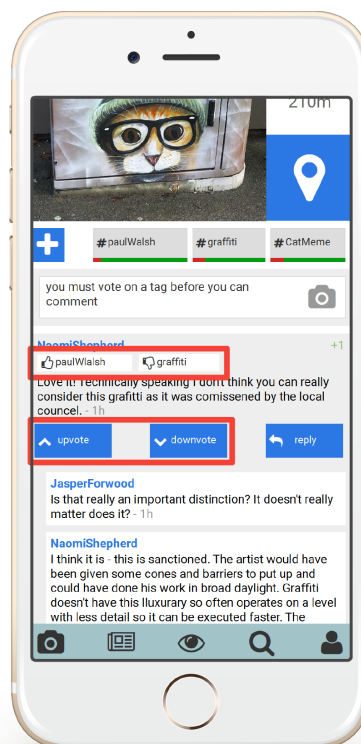 210m
#paulWalsh #graffiti #CatMeme
you must vote on a tag before you can
comment
NaomiShepherd +1
paulWlalsh graffiti
Love it! Technically speaking I dont think you can really
consider this grafitti as it was comissened by the local
councel. - 1h
upvote downvote reply
JasperForwood
Is that really an important distinction? It doesn't really
matter does it? - 1h
NaomiShepherd
I think it is - this is sanctioned. The artist would have
been given some cones and barriers to put up and
could have done his work in broad daylight. Graffiti
doesn't have this lluxurary so often operates on a level
with less detail so it can be executed faster. The